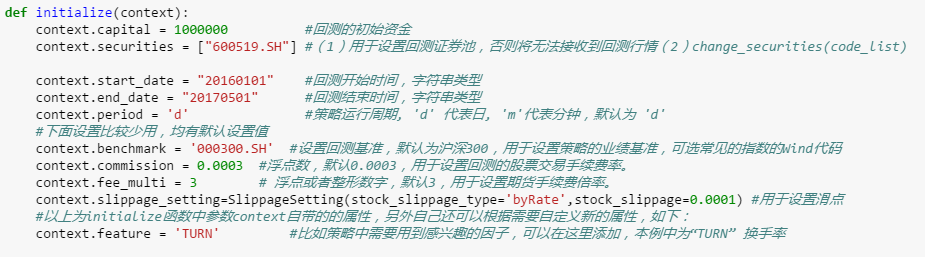 def initialize(context):
    context.capital = 1000000          #回测的初始资金
    context.securities = ["600519.SH"] #（1）用于设置回测证券池，否则将无法接收到回测行情（2）change_securities(code_list)
    context.start_date = "20160101"    #回测开始时间，字符串类型
    context.end_date = "20170501"      #回测结束时间，字符串类型
    context.period = 'd'               #策略运行周期, 'd' 代表日, 'm'代表分钟，默认为 'd'
    #下面设置比较少用，均有默认设置值
    context.benchmark = '000300.SH'  #设置回测基准，默认为沪深300，用于设置策略的业绩基准，可选常见的指数的Wind代码
    context.commission = 0.0003  #浮点数，默认0.0003，用于设置回测的股票交易手续费率。
    context.fee_multi = 3        # 浮点或者整形数字，默认3，用于设置期货手续费倍率。
    context.slippage_setting=SlippageSetting(stock_slippage_type='byRate',stock_slippage=0.0001) #用于设置滑点
    #以上为initialize函数中参数context自带的的属性，另外自己还可以根据需要自定义新的属性，如下：
    context.feature = 'TURN'         #比如策略中需要用到感兴趣的因子，可以在这里添加，本例中为“TURN” 换手率